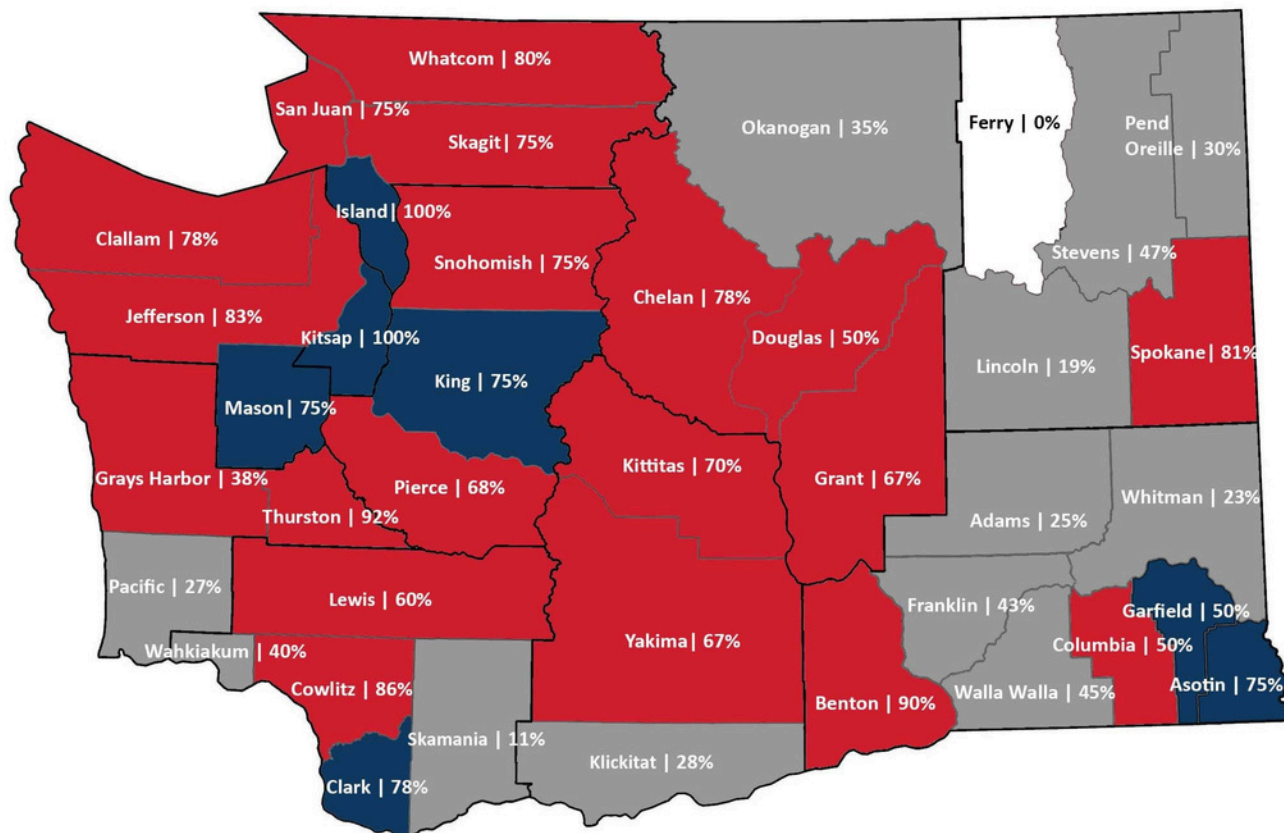 Whatcom | 80%
San Juan | 75%
Skagit| 75%
Okanogan | 35%
Ferry | 0%
Pend
Oreille | 30%
Island| 100%
Clallam | 78%
Snohomish | 75%
Stevens | 47%
Chelan | 78%
Jefferson | 83%
Kitsap | 100%
Douglas | 50%
Lincoln | 19%
Spokane| 81%
King | 75%
Mason| 75%
Grays Harbor | 38%
Pierce | 68%
Kittitas | 70%
Grant | 67%
Whitman | 23%
Thurston | 92%
Adams | 25%
Pacific | 27%
Lewis | 60%
Franklin | 43%
Garfield | 50%
Wahkiakum | 40%
Yakima | 67%
Columbia | 50%
Cowlitz | 86%
Benton | 90%
Walla Walla | 45%
Asotin | 75%
Skamania | 11%
Klickitat | 28%
Clark | 78%